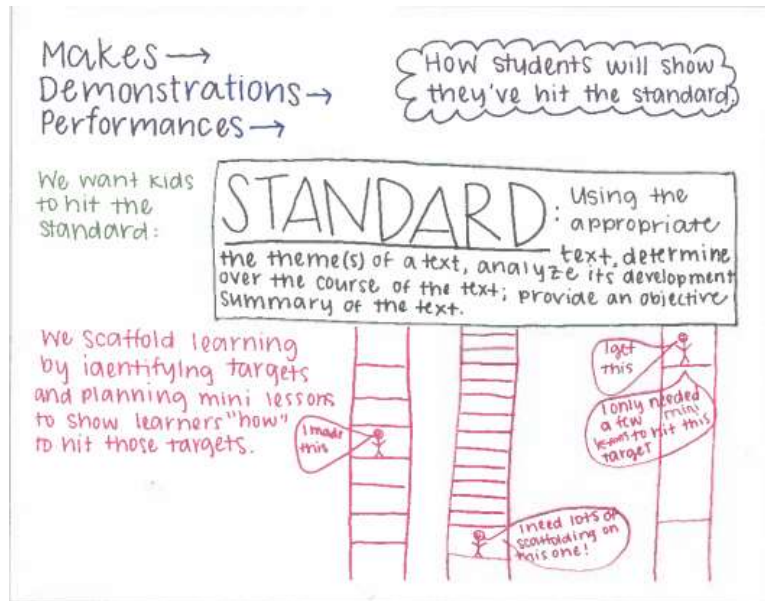 Makes →
Demonstrations →
Performances →
How students will show
they've hit the standard.
We want kids
to hit the
standard:
STANDARD: Using the
appropriate
text, determine
the theme(s) of a text, analyze its development
over the course of the text; provide an objective
summary of the text.
We scaffold learning
by identifying targets
and planning mini lessons
to show learners "how"
to hit those targets.
I made
this
I need lots of
scaffolding on
this one!
I get
this
I only needed
a few mini
to hit this
target